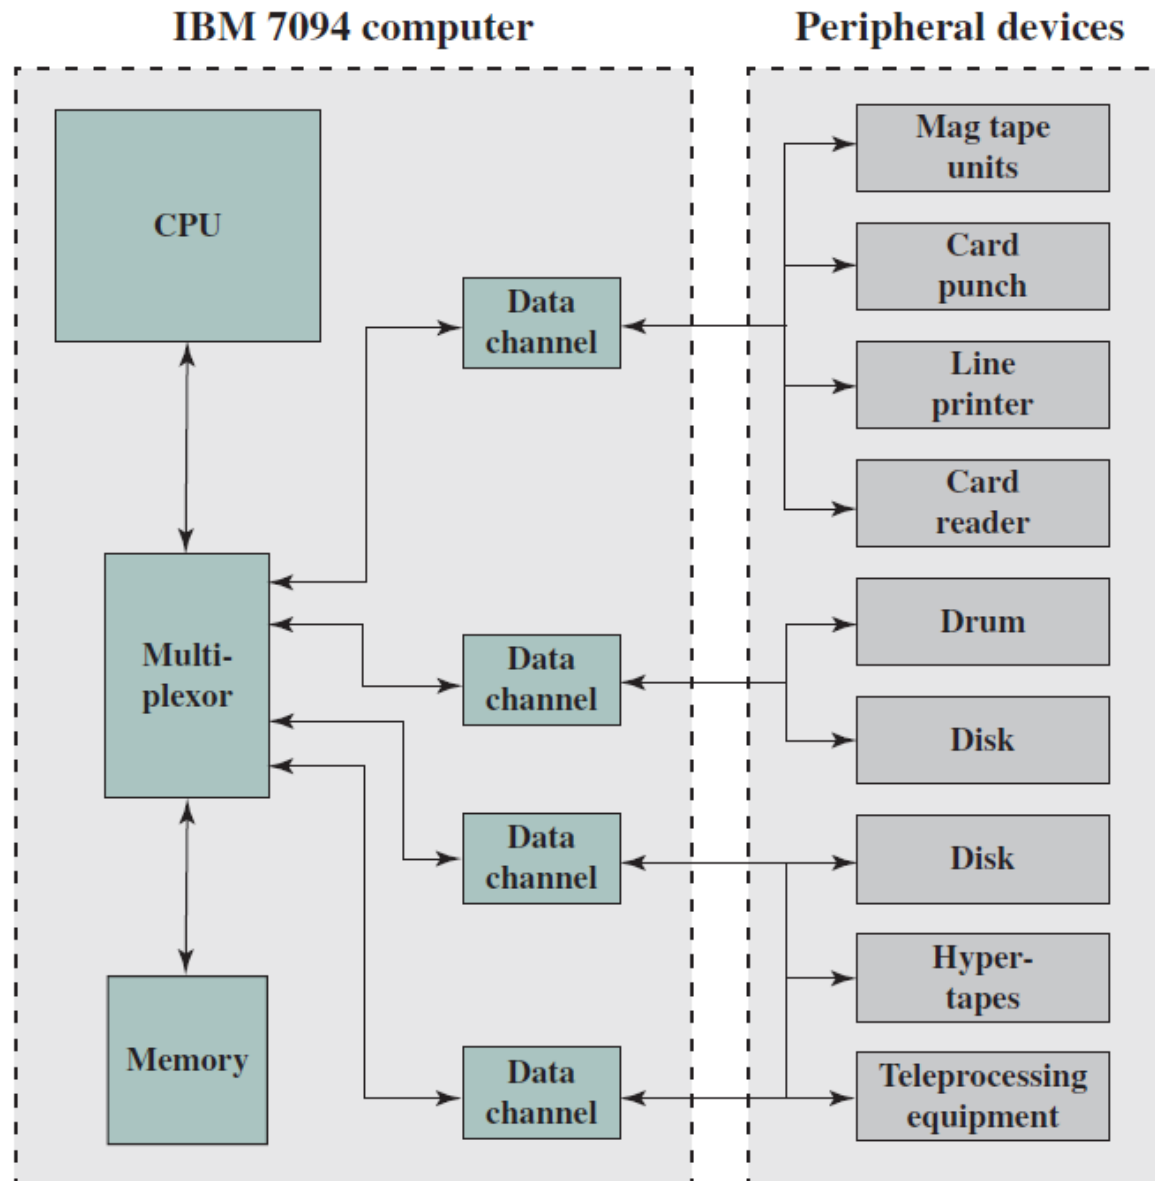 IBM 7094 computer
Peripheral devices
CPU
Data
channel
Multi-
plexor
Data
channel
Data
channel
Memory
Data
channel
Mag tape
units
Card
punch
Line
printer
Card
reader
Drum
Disk
Disk
Hyper-
tapes
Teleprocessing
equipment